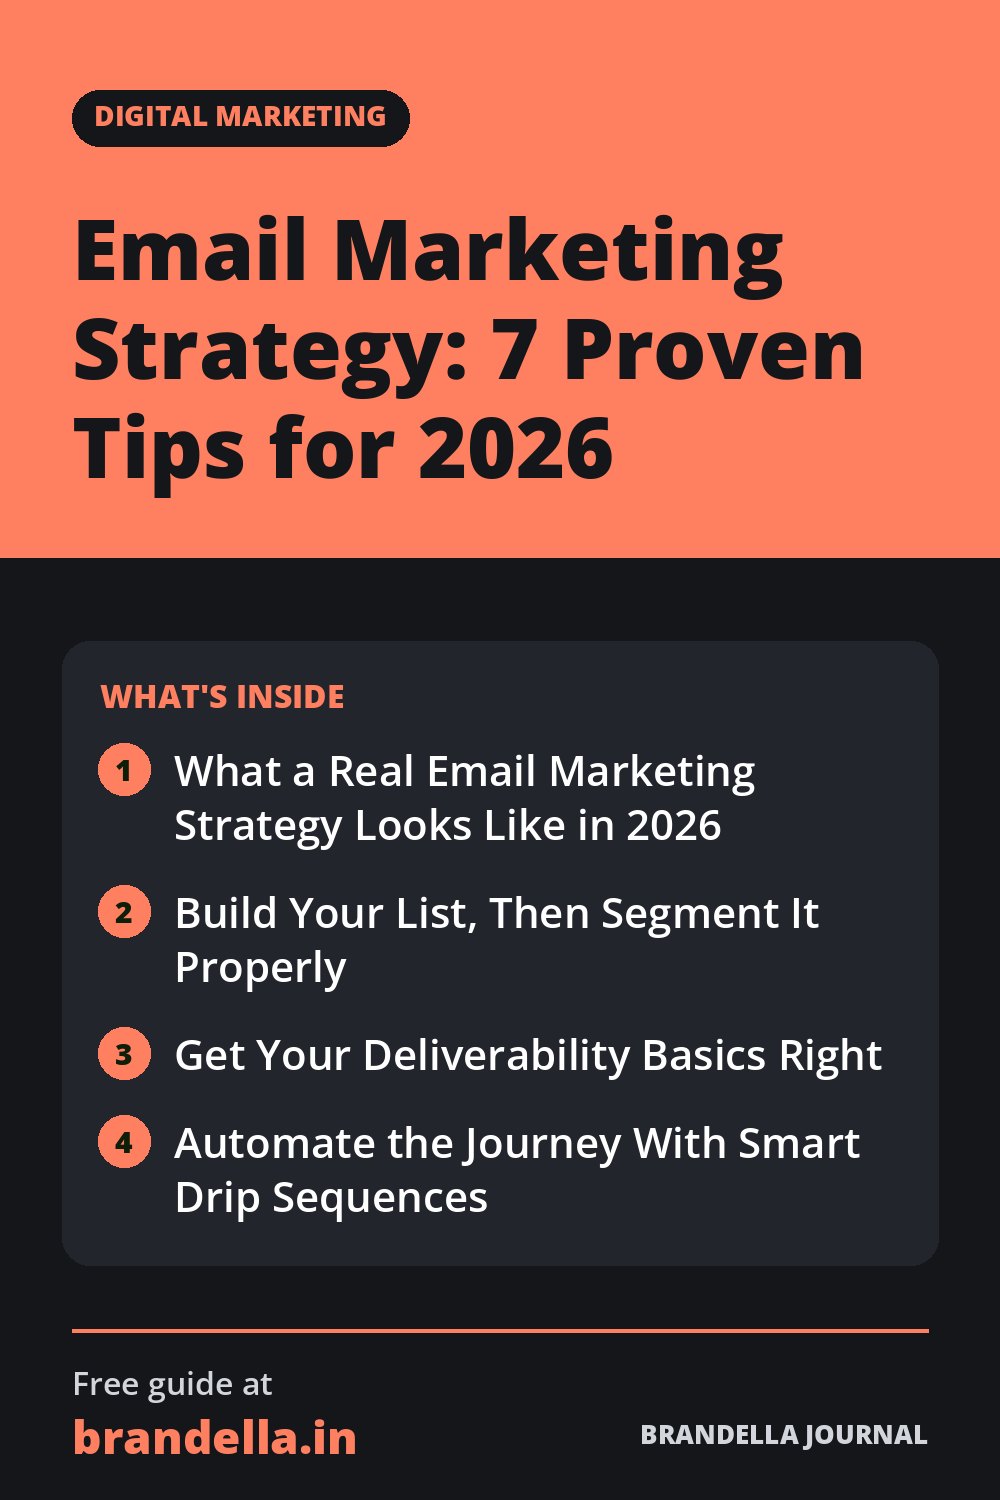 DIGITAL MARKETING
Email Marketing
Strategy: 7 Proven
Tips for 2026
WHAT'S INSIDE
1 What a Real Email Marketing
Strategy Looks Like in 2026
2 Build Your List, Then Segment It
Properly
3 Get Your Deliverability Basics Right
4 Automate the Journey With Smart
Drip Sequences
Free guide at
brandella.in
BRANDELLA JOURNAL